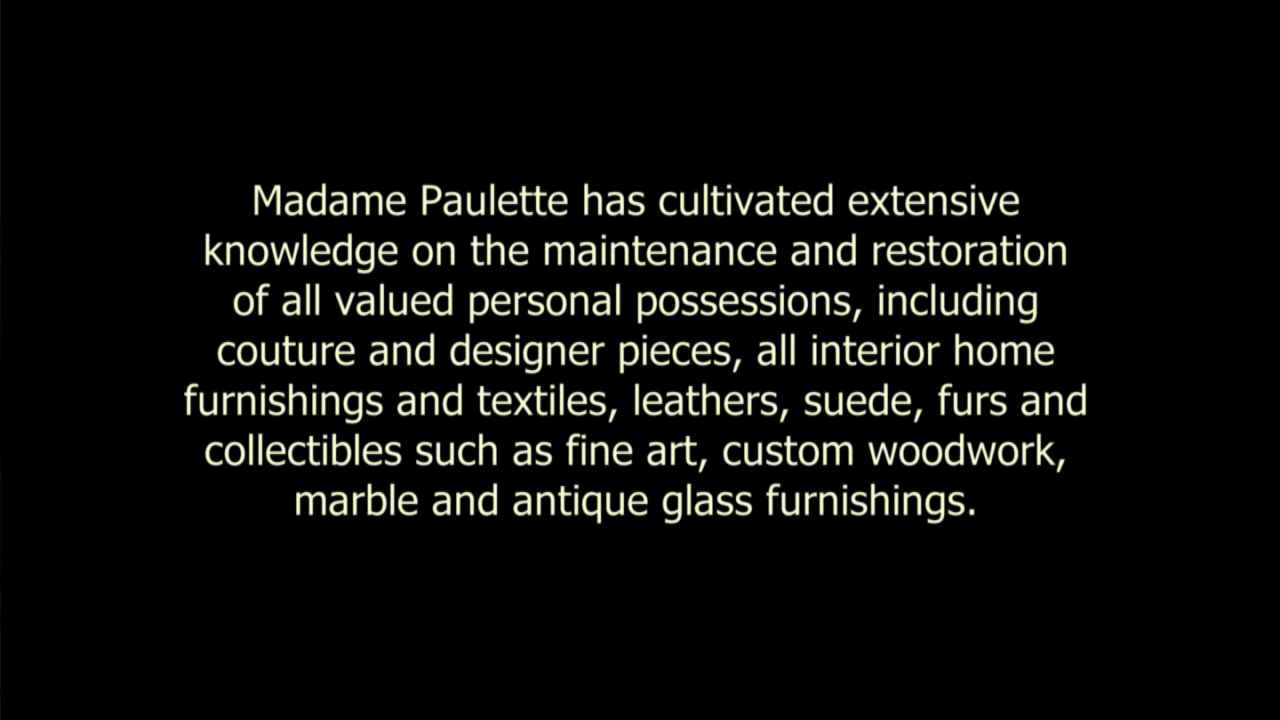 Madame Paulette has cultivated extensive
knowledge on the maintenance and restoration
of all valued personal possessions, including
couture and designer pieces, all interior home
furnishings and textiles, leathers, suede, furs and
collectibles such as fine art, custom woodwork,
marble and antique glass furnishings.